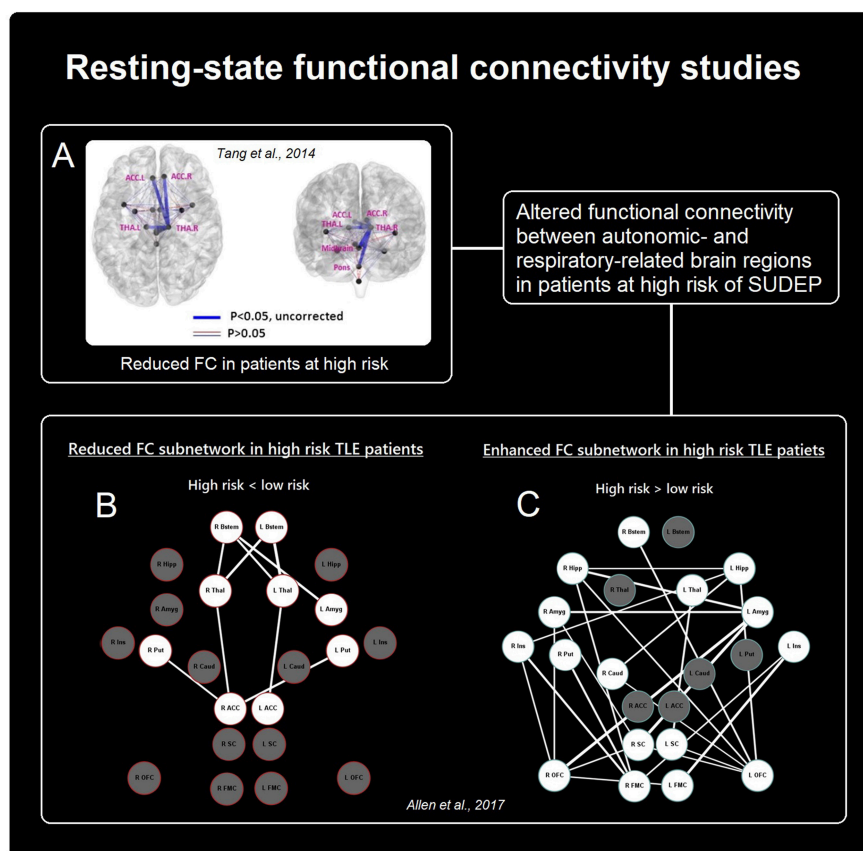 Resting-state functional connectivity studies
A
Tang et al., 2014
ACC.L
ACC.R
THA.L
THA.R
ACC.L
ACC.R
THA.L
THA.R
Midbrain
Pons
P<0.05, uncorrected
P>0.05
Reduced FC in patients at high risk
Altered functional connectivity
between autonomic- and
respiratory-related brain regions
in patients at high risk of SUDEP
Reduced FC subnetwork in high risk TLE patients
B
High risk < low risk
R Bstem
L Bstem
R Hipp
L Hipp
R Thal
L Thal
R Amyg
L Amyg
R Ins
R Put
L Put
L Ins
R Caud
L Caud
R ACC
L ACC
R SC
L SC
R OFC
L OFC
R FMC
L FMC
Enhanced FC subnetwork in high risk TLE patiets
C
High risk > low risk
R Bstem
L Bstem
R Hipp
L Hipp
R Thal
L Thal
R Amyg
L Amyg
R Ins
R Put
L Put
L Ins
R Caud
L Caud
R ACC
L ACC
R SC
L SC
R OFC
L OFC
R FMC
L FMC
Allen et al., 2017